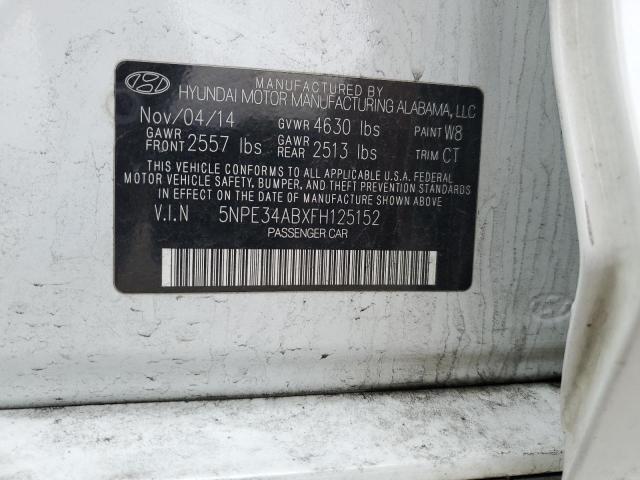 MANUFACTURED BY
HYUNDAI MOTOR MANUFACTURING ALABAMA, LLC
Nov/04/14 GVWR 4630 lbs PAINT W8
GAWR FRONT 2557 lbs GAWR REAR 2513 lbs TRIM CT
THIS VEHICLE CONFORMS TO ALL APPLICABLE U.S.A. FEDERAL
MOTOR VEHICLE SAFETY, BUMPER, AND THEFT PREVENTION
STANDARDS IN EFFECT ON THE DATE OF MANUFACTURE
SHOWN ABOVE.
V.I.N 5NPE34ABXFH125152
PASSENGER CAR